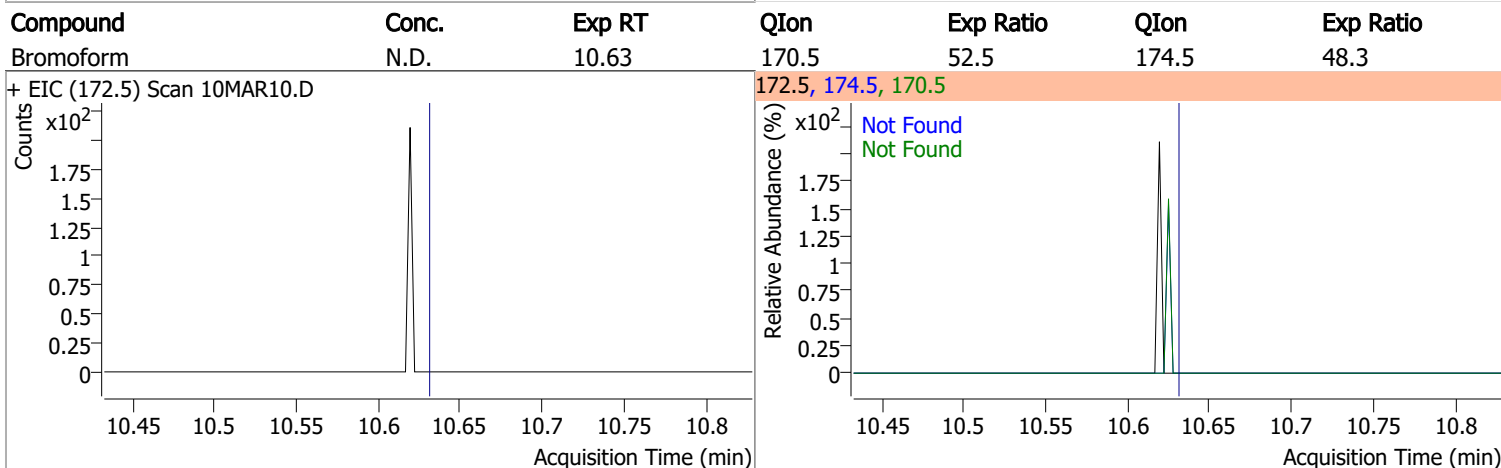 Compound Conc. Exp RT QIon Exp Ratio QIon Exp Ratio
Bromoform N.D. 10.63 170.5 52.5 174.5 48.3
+ EIC (172.5) Scan 10MAR10.D
Counts
x10²
1.75
1.5
1.25
1
0.75
0.5
0.25
0
10.45 10.5 10.55 10.6 10.65 10.7 10.75 10.8
Acquisition Time (min)
172.5, 174.5, 170.5
Relative Abundance (%)
x10²
Not Found
Not Found
1.75
1.5
1.25
1
0.75
0.5
0.25
0
10.45 10.5 10.55 10.6 10.65 10.7 10.75 10.8
Acquisition Time (min)